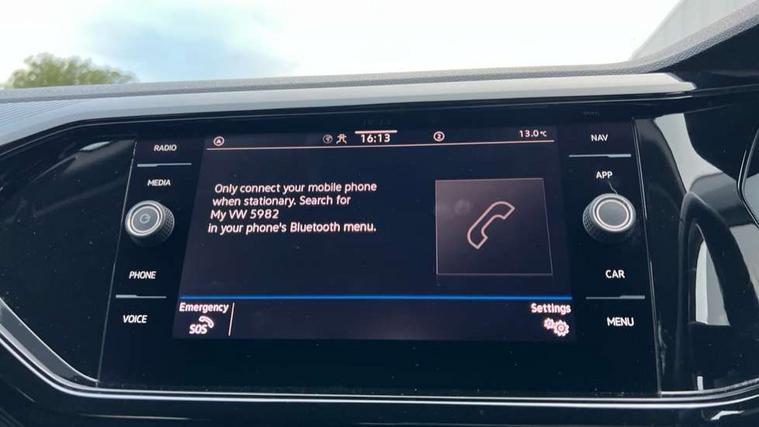 RADIO
MEDIA
PHONE
VOICE
16:13
13.0°C
Only connect your mobile phone
when stationary. Search for
My VW 5982
in your phone's Bluetooth menu.
Emergency
SOS
Settings
NAV
APP
CAR
MENU